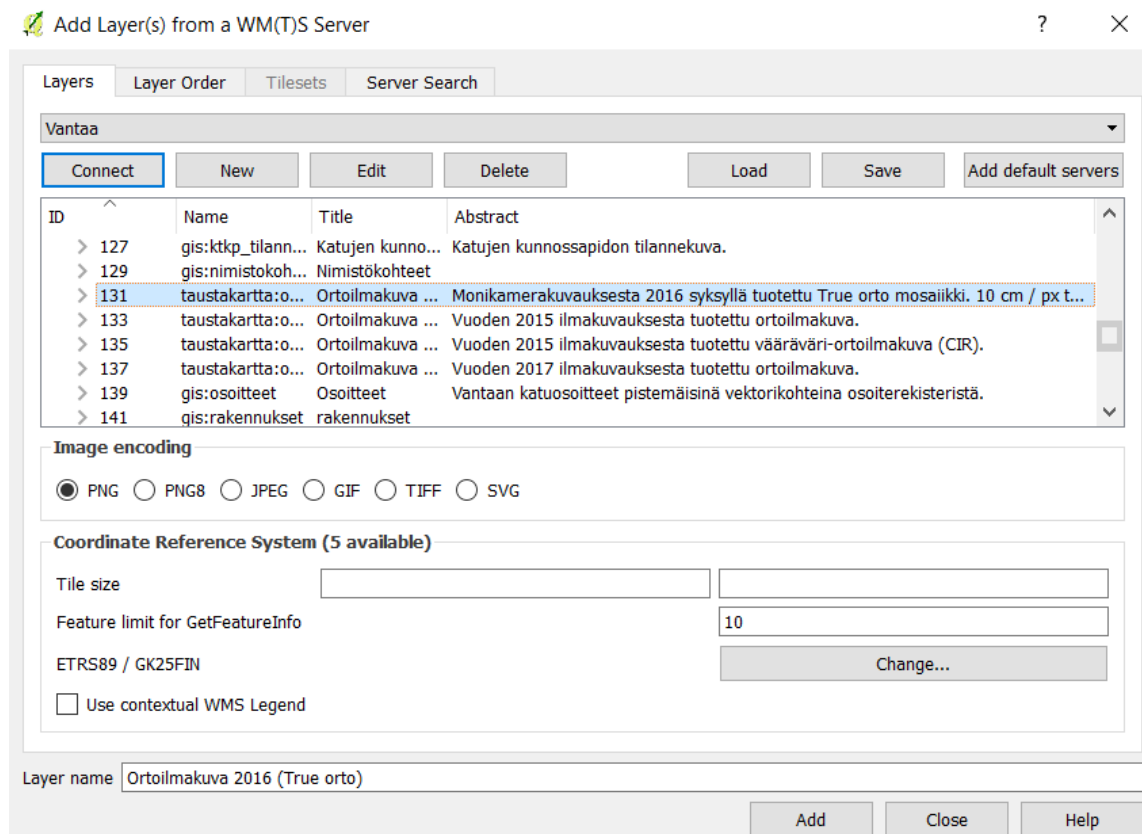 Add Layer(s) from a WM(T)S Server ?
Layers Layer Order Tilesets Server Search
Vantaa
Connect New Edit Delete Load Save Add default servers
ID Name Title Abstract
127 gis:ktkp_tilann... Katujen kunno... Katujen kunnossapidon tilannekuva.
129 gis:nimistokoh... Nimistökohteet
131 taustakartta:o... Ortoilmakuva ... Monikamerakuvauksesta 2016 syksyllä tuotettu True orto mosaiikki. 10 cm / px t...
133 taustakartta:o... Ortoilmakuva ... Vuoden 2015 ilmakuvauksesta tuotettu ortoilmakuva.
135 taustakartta:o... Ortoilmakuva ... Vuoden 2015 ilmakuvauksesta tuotettu vääräväri-ortoilmakuva (CIR).
137 taustakartta:o... Ortoilmakuva ... Vuoden 2017 ilmakuvauksesta tuotettu ortoilmakuva.
139 gis:osoitteet Osoitteet Vantaan katuosoitteet pistemäisinä vektorikohteina osoiterekisteristä.
141 gis:rakennukset rakennukset
Image encoding
PNG PNG8 JPEG GIF TIFF SVG
Coordinate Reference System (5 available)
Tile size
Feature limit for GetFeatureInfo 10
ETRS89 / GK25FIN Change...
Use contextual WMS Legend
Layer name Ortoilmakuva 2016 (True orto)
Add Close Help